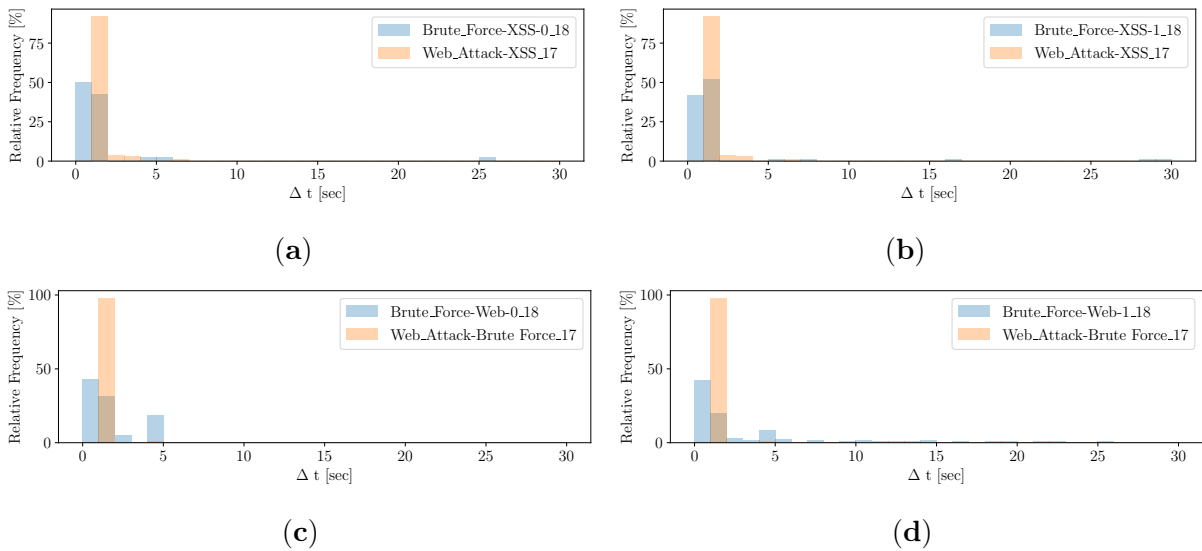 Relative Frequency [%]
75
50
25
0
0 5 10 15 20 25 30
Δ t [sec]
Brute_Force-XSS-0_18
Web_Attack-XSS_17
(a)
Relative Frequency [%]
75
50
25
0
0 5 10 15 20 25 30
Δ t [sec]
Brute_Force-XSS-1_18
Web_Attack-XSS_17
(b)
Relative Frequency [%]
100
50
0
0 5 10 15 20 25 30
Δ t [sec]
Brute_Force-Web-0_18
Web_Attack-Brute Force_17
(c)
Relative Frequency [%]
100
50
0
0 5 10 15 20 25 30
Δ t [sec]
Brute_Force-Web-1_18
Web_Attack-Brute Force_17
(d)